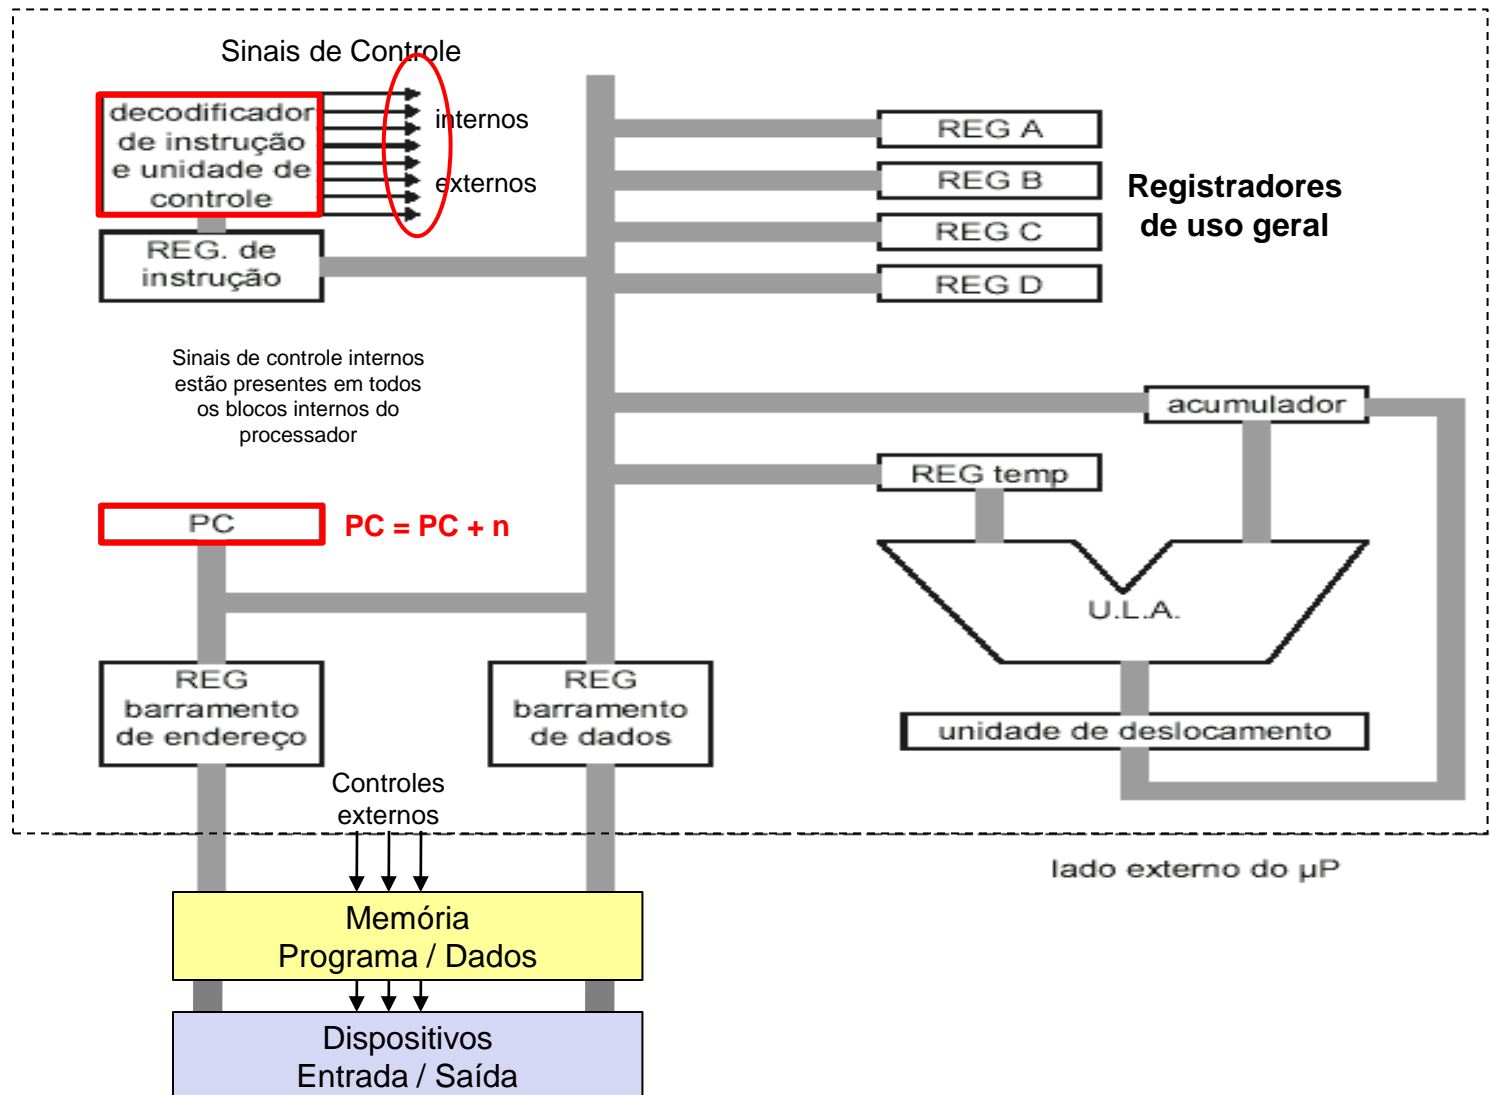 Sinais de Controle
decodificador
de instrução
e unidade de
controle
internos
externos
REG. de
instrução
REG A
REG B
REG C
REG D
Registradores
de uso geral
Sinais de controle internos
estão presentes em todos
os blocos internos do
processador
acumulador
REG temp
PC
PC = PC + n
U.L.A.
REG
barramento
de endereço
REG
barramento
de dados
unidade de deslocamento
Controles
externos
lado externo do µP
Memória
Programa / Dados
Dispositivos
Entrada / Saída